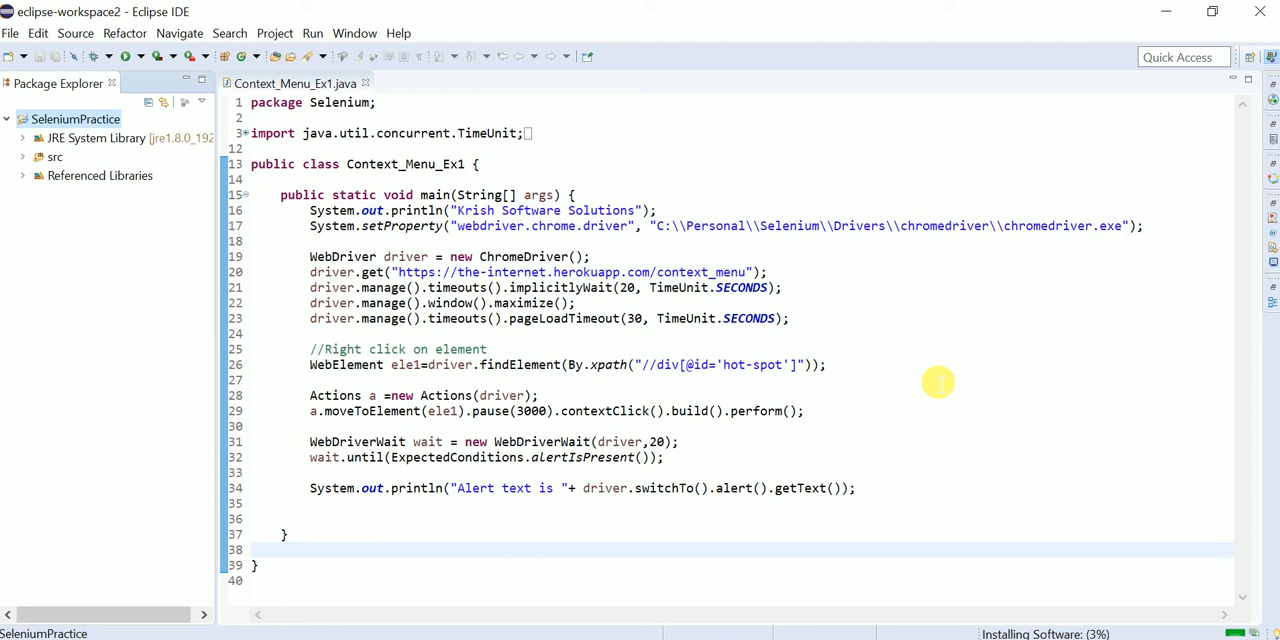 eclipse-workspace2 - Eclipse IDE
File Edit Source Refactor Navigate Search Project Run Window Help
Quick Access
Package Explorer
Context_Menu_Ex1.java
SeleniumPractice
JRE System Library [jre1.8.0_192
src
Referenced Libraries
1 package Selenium;
2
3 import java.util.concurrent.TimeUnit;
12
13 public class Context_Menu_Ex1 {
14
15 public static void main(String[] args) {
16 System.out.println("Krish Software Solutions");
17 System.setProperty("webdriver.chrome.driver", "C:\\Personal\\Selenium\\Drivers\\chromedriver\\chromedriver.exe");
18
19 WebDriver driver = new ChromeDriver();
20 driver.get("https://the-internet.herokuapp.com/context_menu");
21 driver.manage().timeouts().implicitlyWait(20, TimeUnit.SECONDS);
22 driver.manage().window().maximize();
23 driver.manage().timeouts().pageLoadTimeout(30, TimeUnit.SECONDS);
24
25 //Right click on element
26 WebElement ele1=driver.findElement(By.xpath("//div[@id='hot-spot']"));
27
28 Actions a =new Actions(driver);
29 a.moveToElement(ele1).pause(3000).contextClick().build().perform();
30
31 WebDriverWait wait = new WebDriverWait(driver,20);
32 wait.until(ExpectedConditions.alertIsPresent());
33
34 System.out.println("Alert text is "+ driver.switchTo().alert().getText());
35
36
37 }
38
39 }
40
SeleniumPractice
Installing Software: (3%)